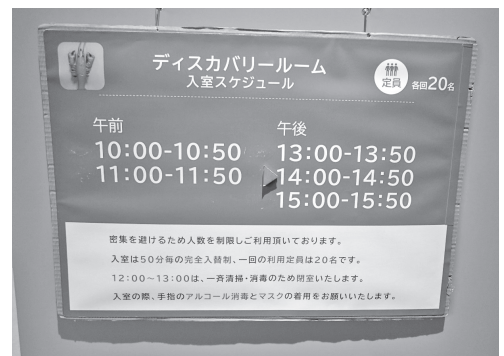 ディスカバリールーム
入室スケジュール
定員 各回20名
午前
10:00-10:50
11:00-11:50
午後
13:00-13:50
14:00-14:50
15:00-15:50
密集を避けるため人数を制限しご利用頂いております。
入室は50分毎の完全入替制、一回の利用定員は20名です。
12:00～13:00は、一斉清掃・消毒のため閉室いたします。
入室の際、手指のアルコール消毒とマスクの着用をお願いいたします。